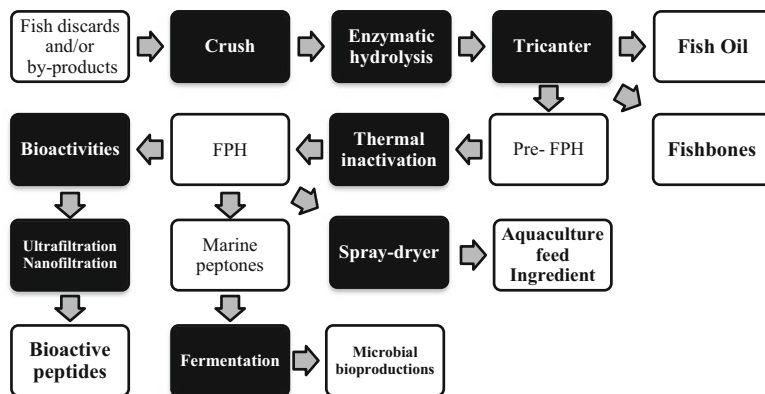 Fish discards
and/or
by-products
Crush
Enzymatic
hydrolysis
Tricanter
Fish Oil
Bioactivities
FPH
Thermal
inactivation
Pre- FPH
Fishbones
Ultrafiltration
Nanofiltration
Marine
peptones
Spray-dryer
Aquaculture
feed
Ingredient
Bioactive
peptides
Fermentation
Microbial
bioproductions